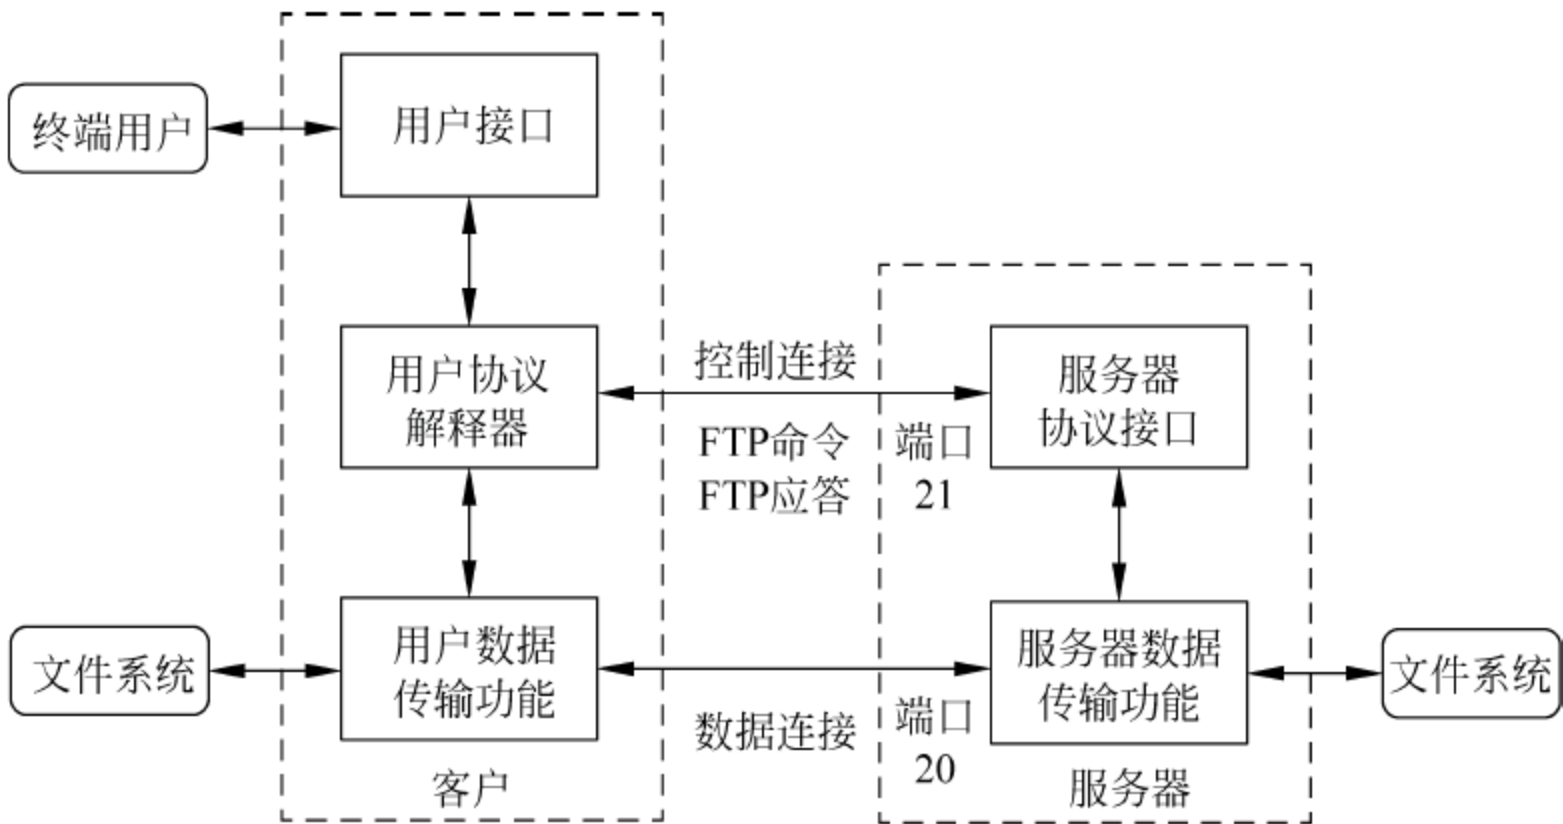 终端用户
用户接口
用户协议
解释器
控制连接
FTP命令
FTP应答
端口
21
服务器
协议接口
文件系统
用户数据
传输功能
数据连接
端口
20
服务器数据
传输功能
文件系统
客户
服务器